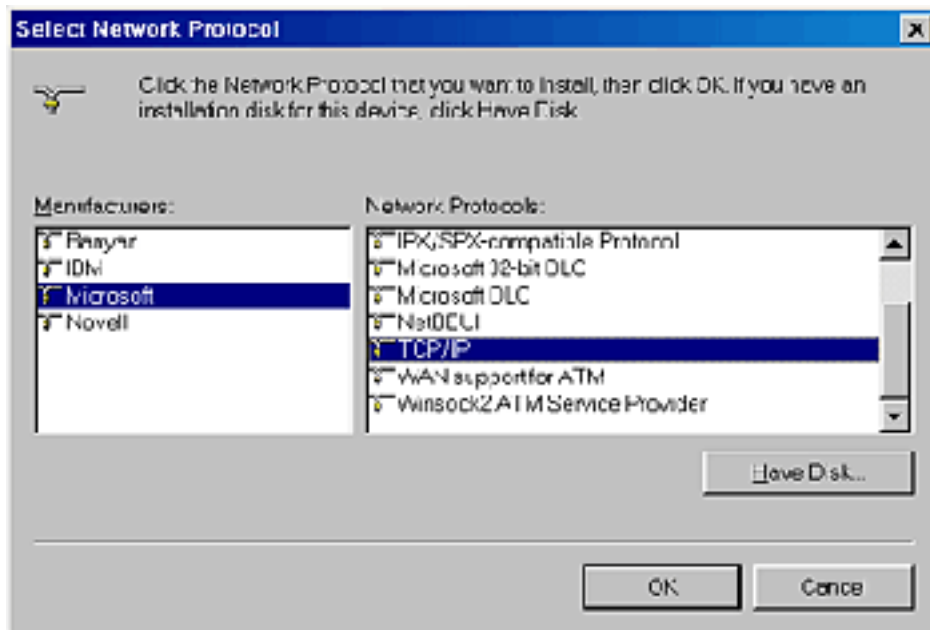 Select Network Protocol
Click the Network Protocol that you want to install, then click OK. If you have an
installation disk for this device, click Have Disk.
Manufacturers:
Banyan
IBM
Microsoft
Novell
Network Protocols:
IPX/SPX-compatible Protocol
Microsoft 32-bit DLC
Microsoft DLC
NetBEUI
TCP/IP
WAN support for ATM
Winsock2 ATM Service Provider
Have Disk...
OK
Cancel